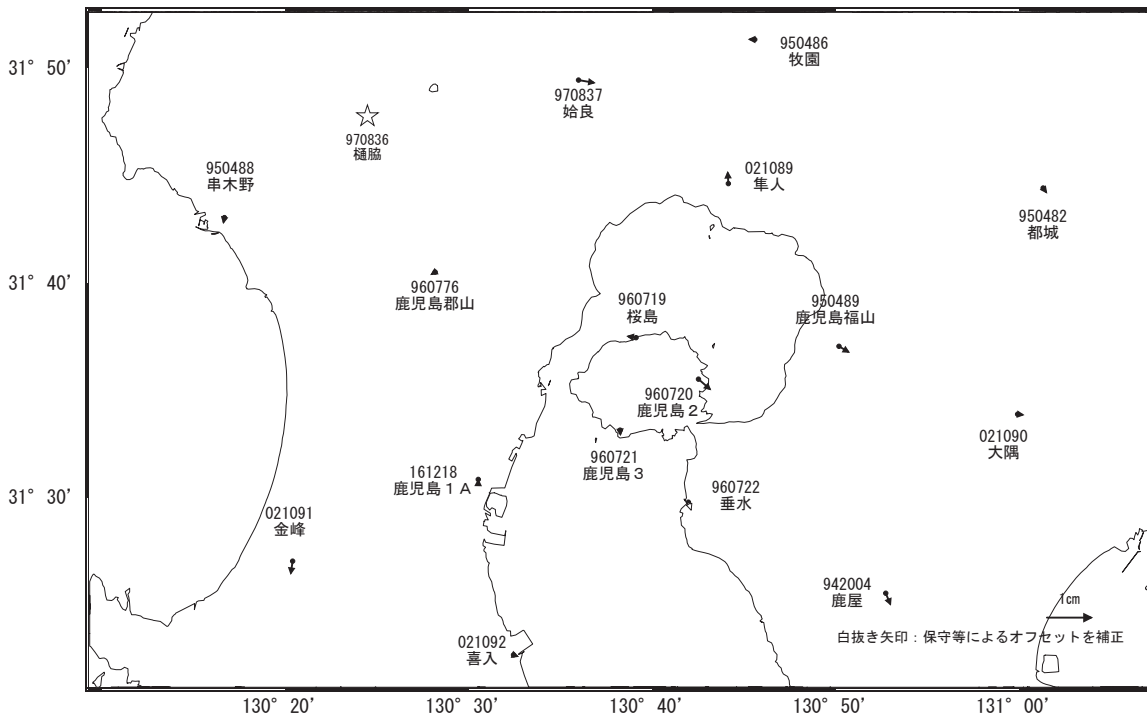 950486
牧園
31° 50′
970837
姶良
970836
樋脇
950488
串木野
021089
隼人
950482
都城
31° 40′
960776
鹿児島郡山
960719
桜島
950489
鹿児島福山
960720
鹿児島２
021090
大隅
960721
鹿児島３
161218
鹿児島１Ａ
31° 30′
960722
垂水
021091
金峰
942004
鹿屋
1cm
白抜き矢印：保守等によるオフセットを補正
021092
喜入
130° 20′
130° 30′
130° 40′
130° 50′
131° 00′